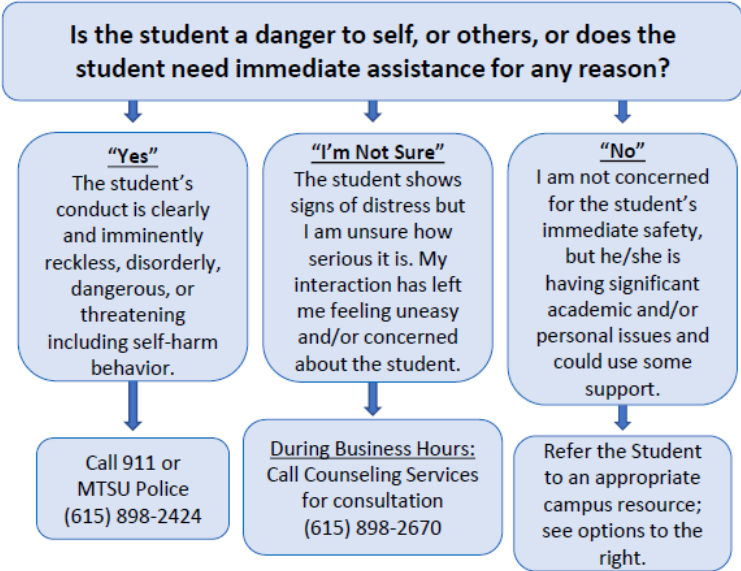 Is the student a danger to self, or others, or does the
student need immediate assistance for any reason?
“Yes”
The student’s
conduct is clearly
and imminently
reckless, disorderly,
dangerous, or
threatening
including self-harm
behavior.
“I’m Not Sure”
The student shows
signs of distress but
I am unsure how
serious it is. My
interaction has left
me feeling uneasy
and/or concerned
about the student.
“No”
I am not concerned
for the student’s
immediate safety,
but he/she is
having significant
academic and/or
personal issues and
could use some
support.
Call 911 or
MTSU Police
(615) 898-2424
During Business Hours:
Call Counseling Services
for consultation
(615) 898-2670
Refer the Student
to an appropriate
campus resource;
see options to the
right.